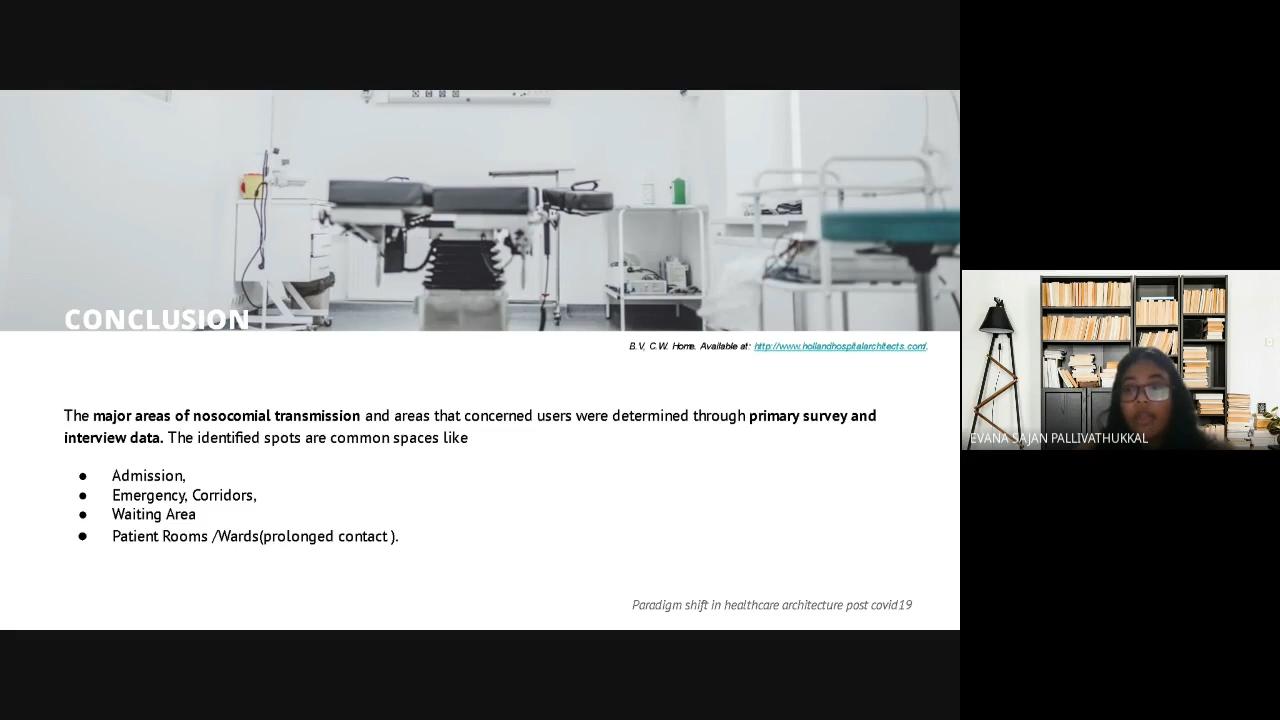 CONCLUSION
B.V, C.W. Home. Available at: http://www.hollandhospitalarchitects.com/.
The major areas of nosocomial transmission and areas that concerned users were determined through primary survey and
interview data. The identified spots are common spaces like
● Admission,
● Emergency, Corridors,
● Waiting Area
● Patient Rooms /Wards(prolonged contact ).
Paradigm shift in healthcare architecture post covid19
EVANA SAJAN PALLIVATHUKKAL